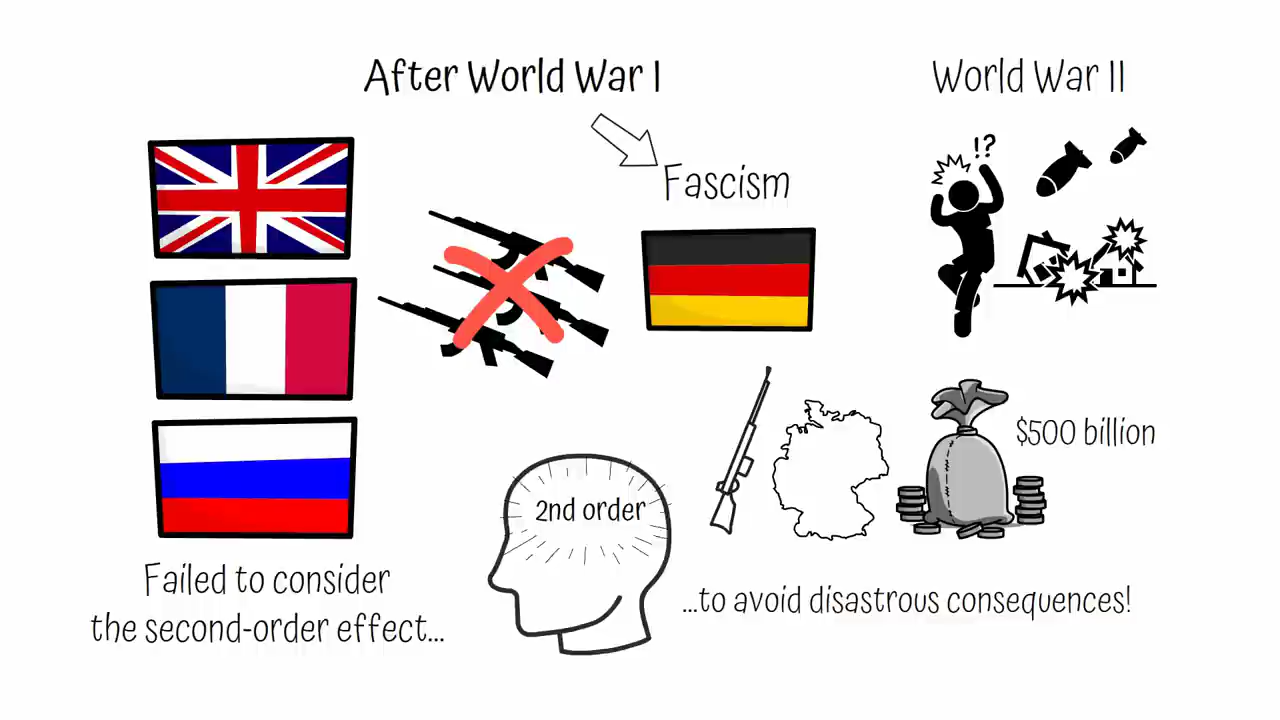 After World War I
World War II
!?
Fascism
$500 billion
2nd order
Failed to consider
the second-order effect...
...to avoid disastrous consequences!